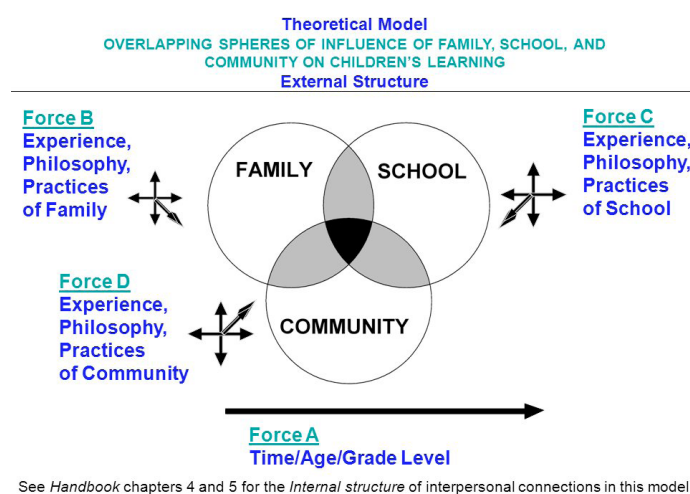 Theoretical Model
OVERLAPPING SPHERES OF INFLUENCE OF FAMILY, SCHOOL, AND
COMMUNITY ON CHILDREN'S LEARNING
External Structure
Force B
Experience,
Philosophy,
Practices
of Family
FAMILY
SCHOOL
Force C
Experience,
Philosophy,
Practices
of School
Force D
Experience,
Philosophy,
Practices
of Community
COMMUNITY
Force A
Time/Age/Grade Level
See Handbook chapters 4 and 5 for the Internal structure of interpersonal connections in this model